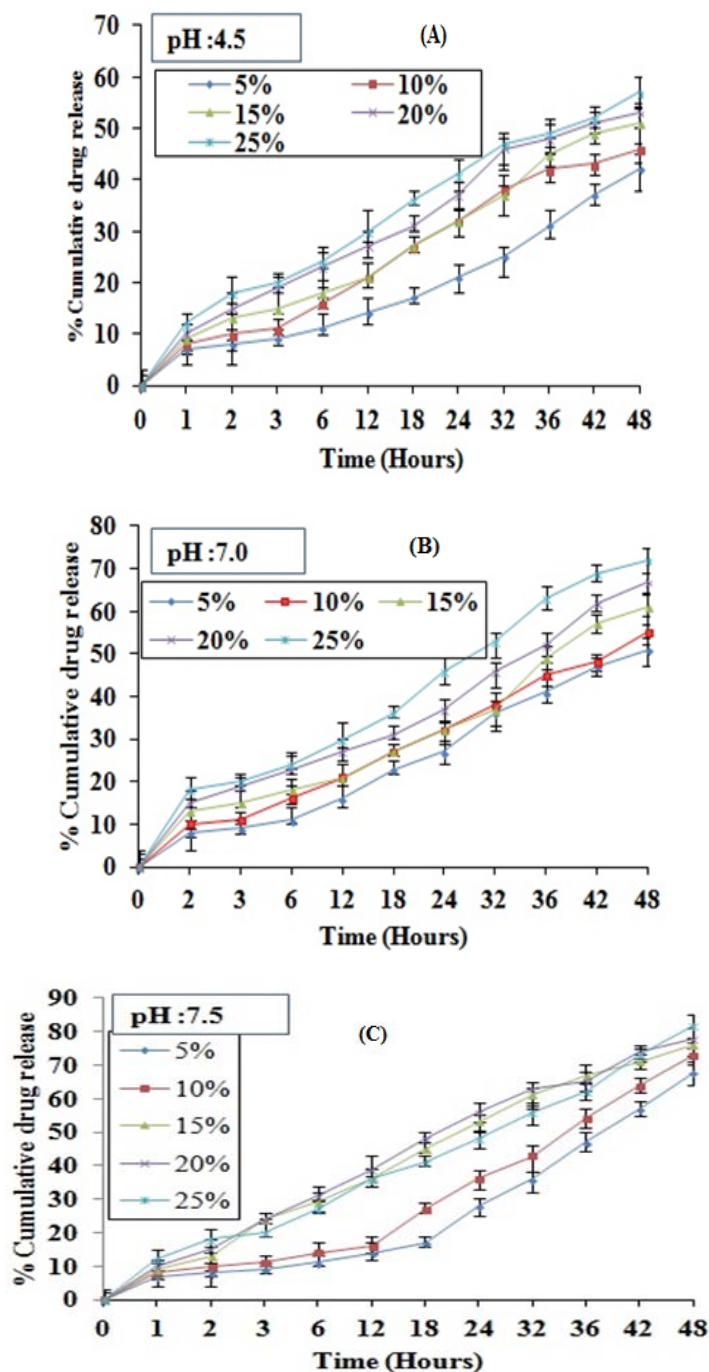 (A)
pH :4.5
5% 10%
15% 20%
25%
70
60
50
40
30
20
10
0
% Cumulative drug release
0 1 2 3 6 12 18 24 32 36 42 48
Time (Hours)
(B)
pH :7.0
5% 10% 15%
20% 25%
80
70
60
50
40
30
20
10
0
% Cumulative drug release
0 2 3 6 12 18 24 32 36 42 48
Time (Hours)
(C)
pH :7.5
5%
10%
15%
20%
25%
90
80
70
60
50
40
30
20
10
0
% Cumulative drug release
0 1 2 3 6 12 18 24 32 36 42 48
Time (Hours)